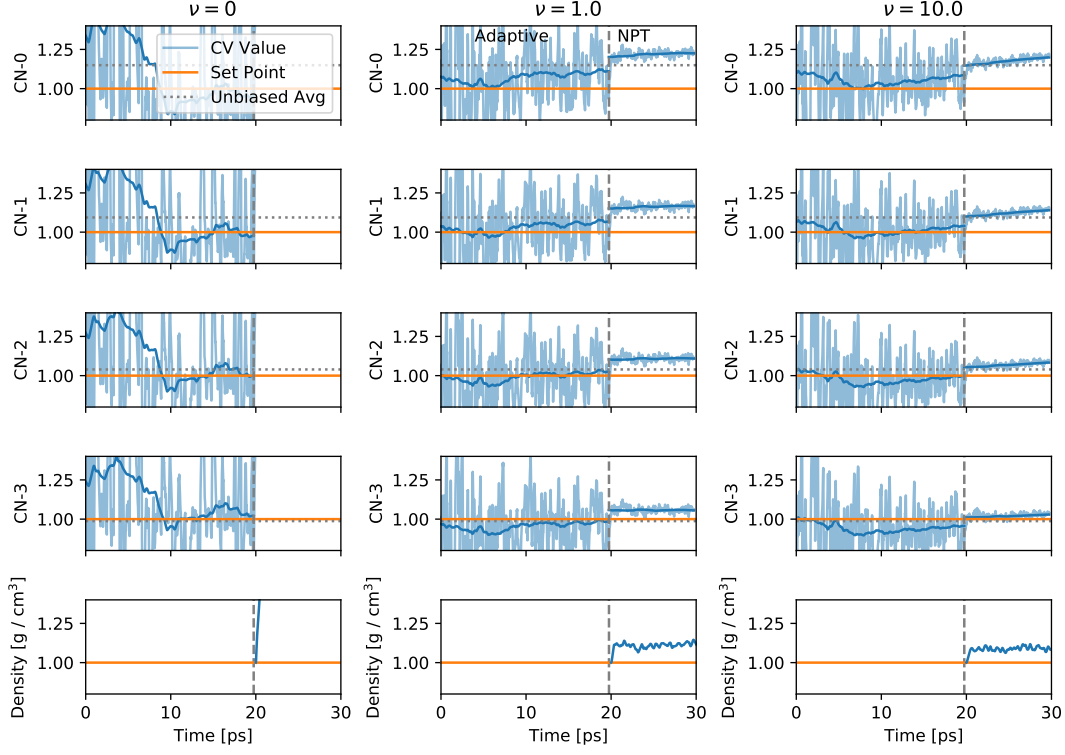 ν = 0
ν = 1.0
ν = 10.0
CN-0
1.25
1.00
CV Value
Set Point
Unbiased Avg
CN-0
1.25
1.00
Adaptive
NPT
CN-0
1.25
1.00
CN-1
1.25
1.00
CN-1
1.25
1.00
CN-1
1.25
1.00
CN-2
1.25
1.00
CN-2
1.25
1.00
CN-2
1.25
1.00
CN-3
1.25
1.00
CN-3
1.25
1.00
CN-3
1.25
1.00
Density [g / cm³]
1.25
1.00
0 10 20 30
Time [ps]
Density [g / cm³]
1.25
1.00
0 10 20 30
Time [ps]
Density [g / cm³]
1.25
1.00
0 10 20 30
Time [ps]